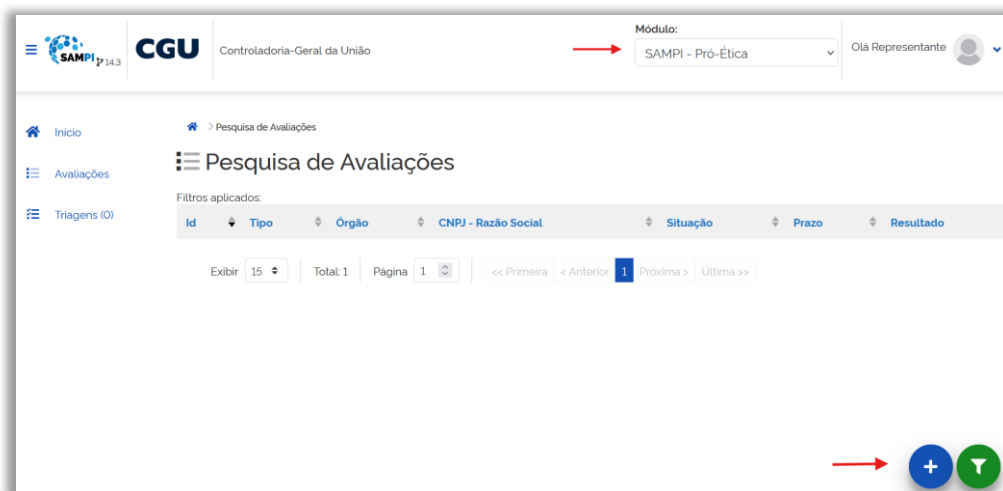 Módulo:
SAMPI 14.3
CGU
Controladoria-Geral da União
SAMPI - Pró-Ética
Olá Representante
Início
Avaliações
Triagens (0)
> Pesquisa de Avaliações
Pesquisa de Avaliações
Filtros aplicados:
Id Tipo Órgão CNPJ - Razão Social Situação Prazo Resultado
Exibir 15 Total: 1 Página 1 << Primeira < Anterior 1 Próxima > Última >>